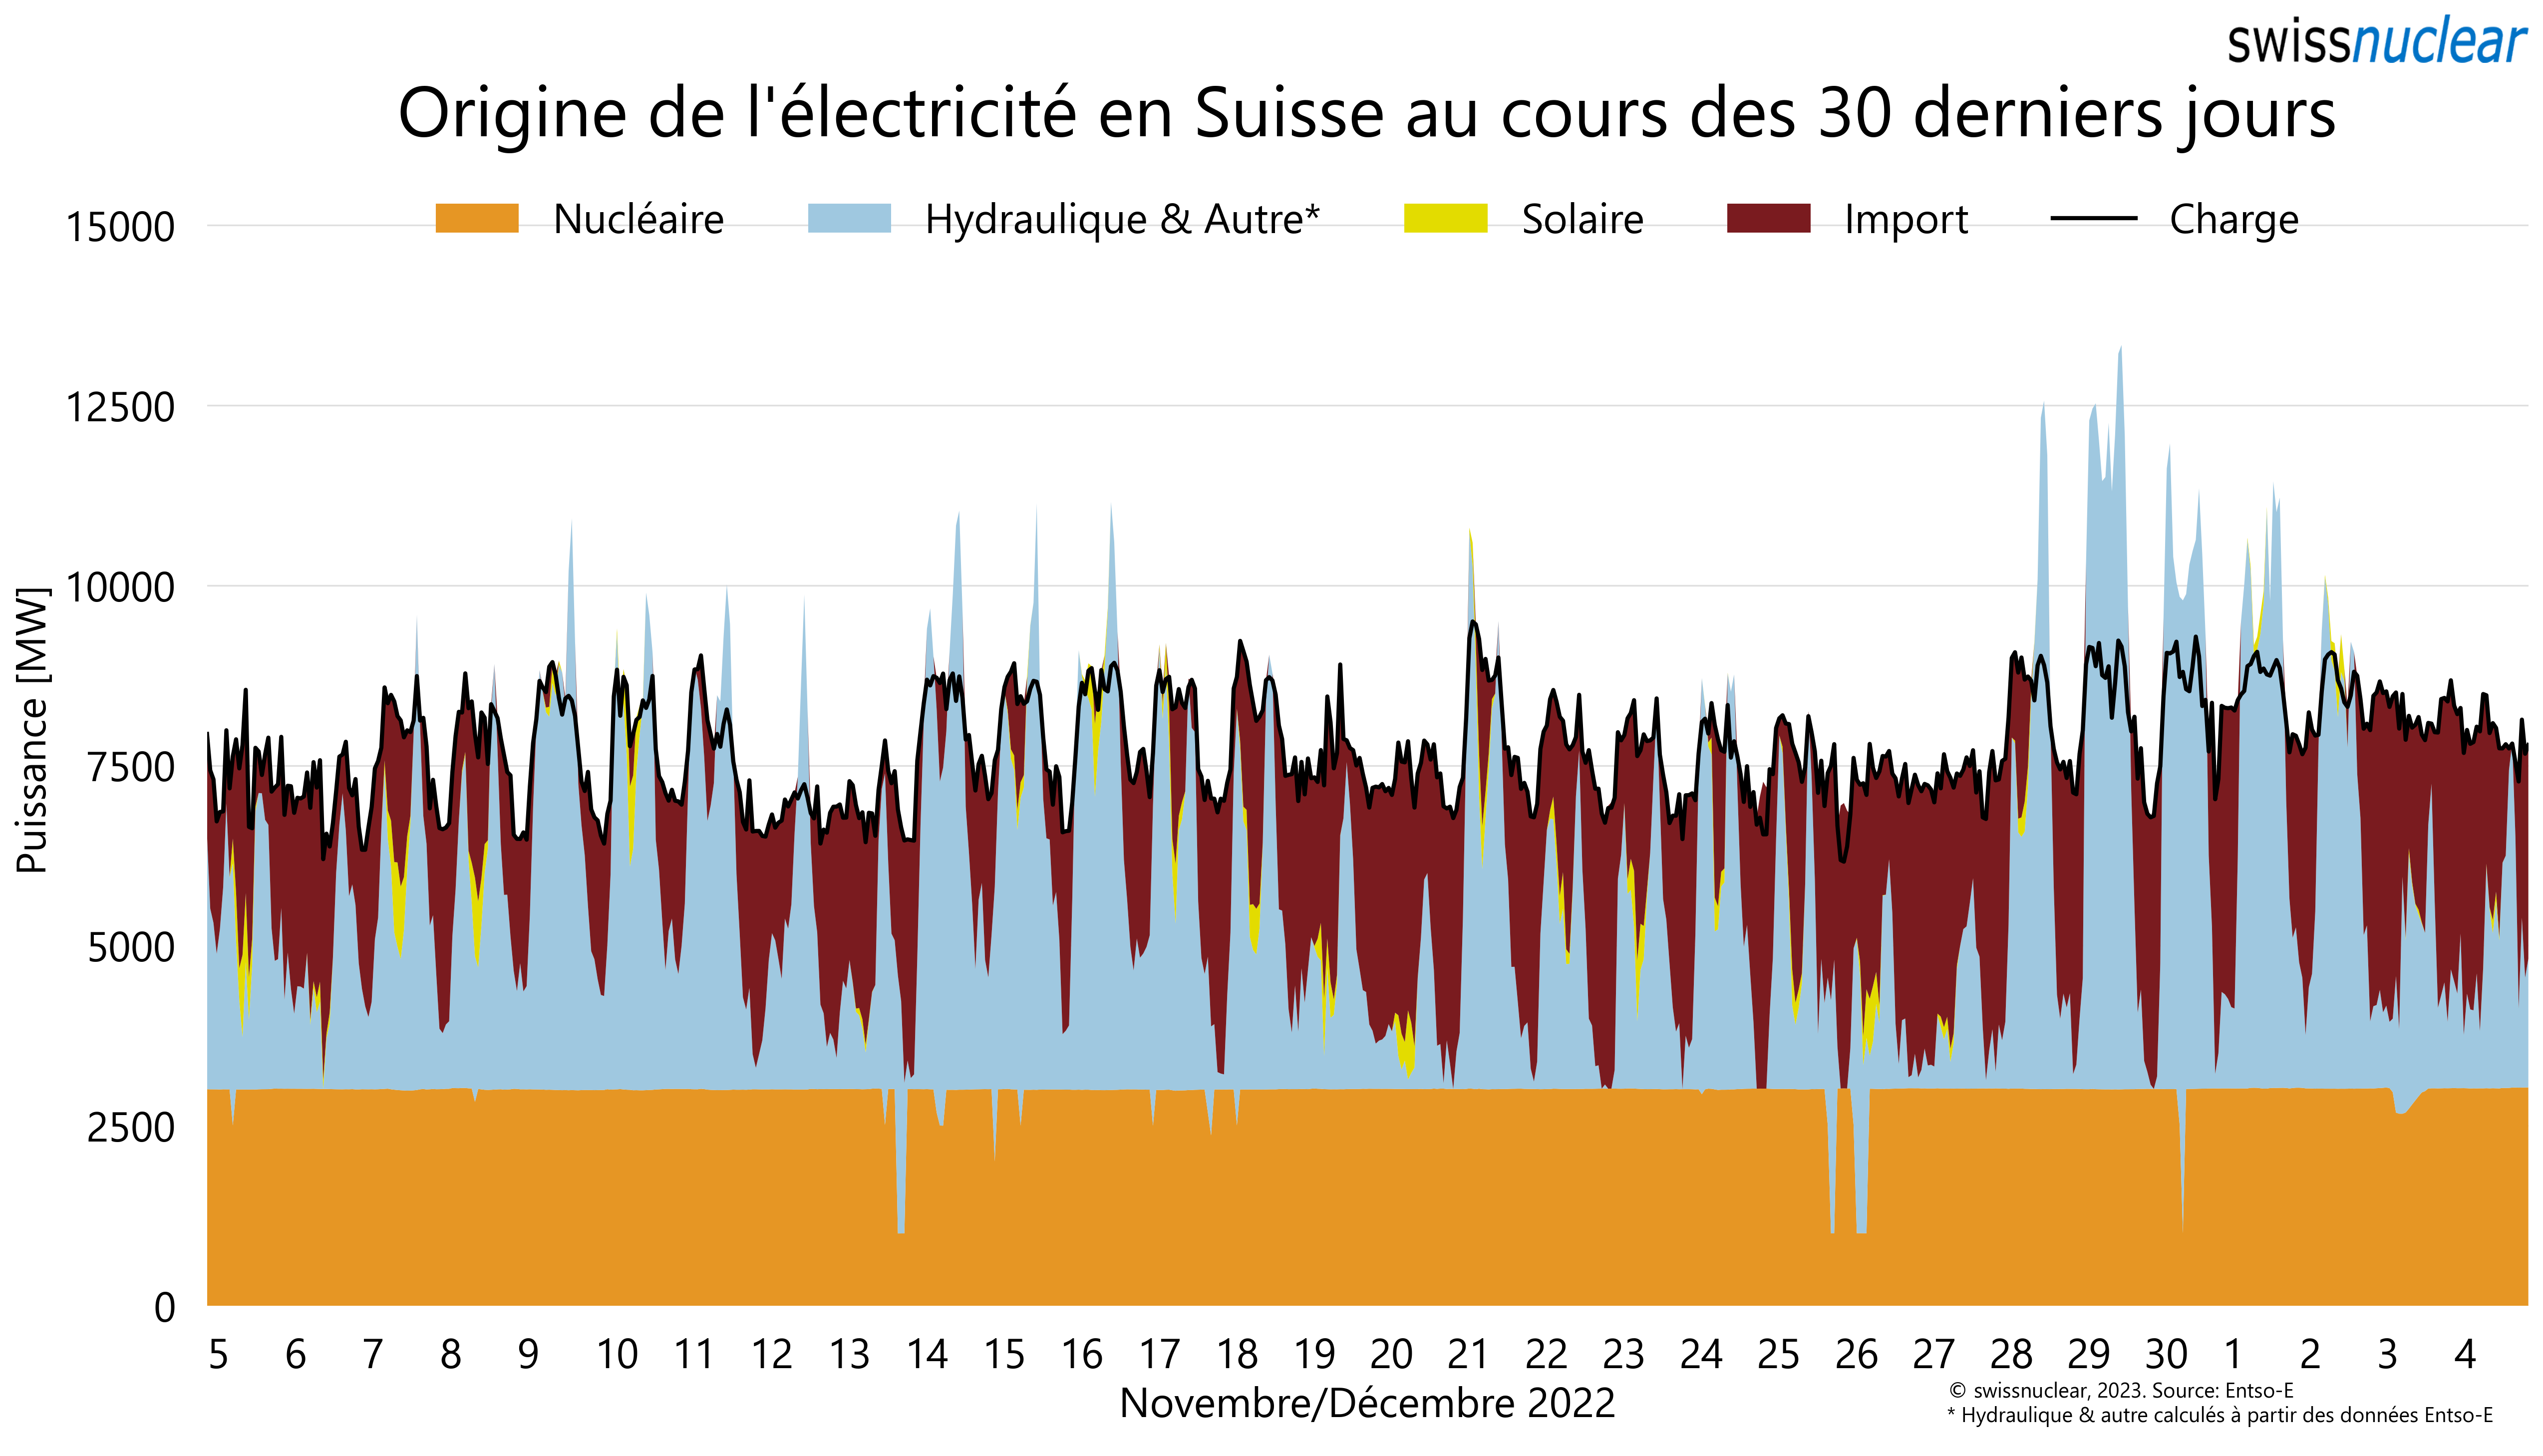 swissnuclear
Origine de l'électricité en Suisse au cours des 30 derniers jours
Nucléaire Hydraulique & Autre* Solaire Import Charge
15000
12500
10000
7500
5000
2500
0
Puissance [MW]
5 6 7 8 9 10 11 12 13 14 15 16 17 18 19 20 21 22 23 24 25 26 27 28 29 30 1 2 3 4
Novembre/Décembre 2022
© swissnuclear, 2023. Source: Entso-E
* Hydraulique & autre calculés à partir des données Entso-E